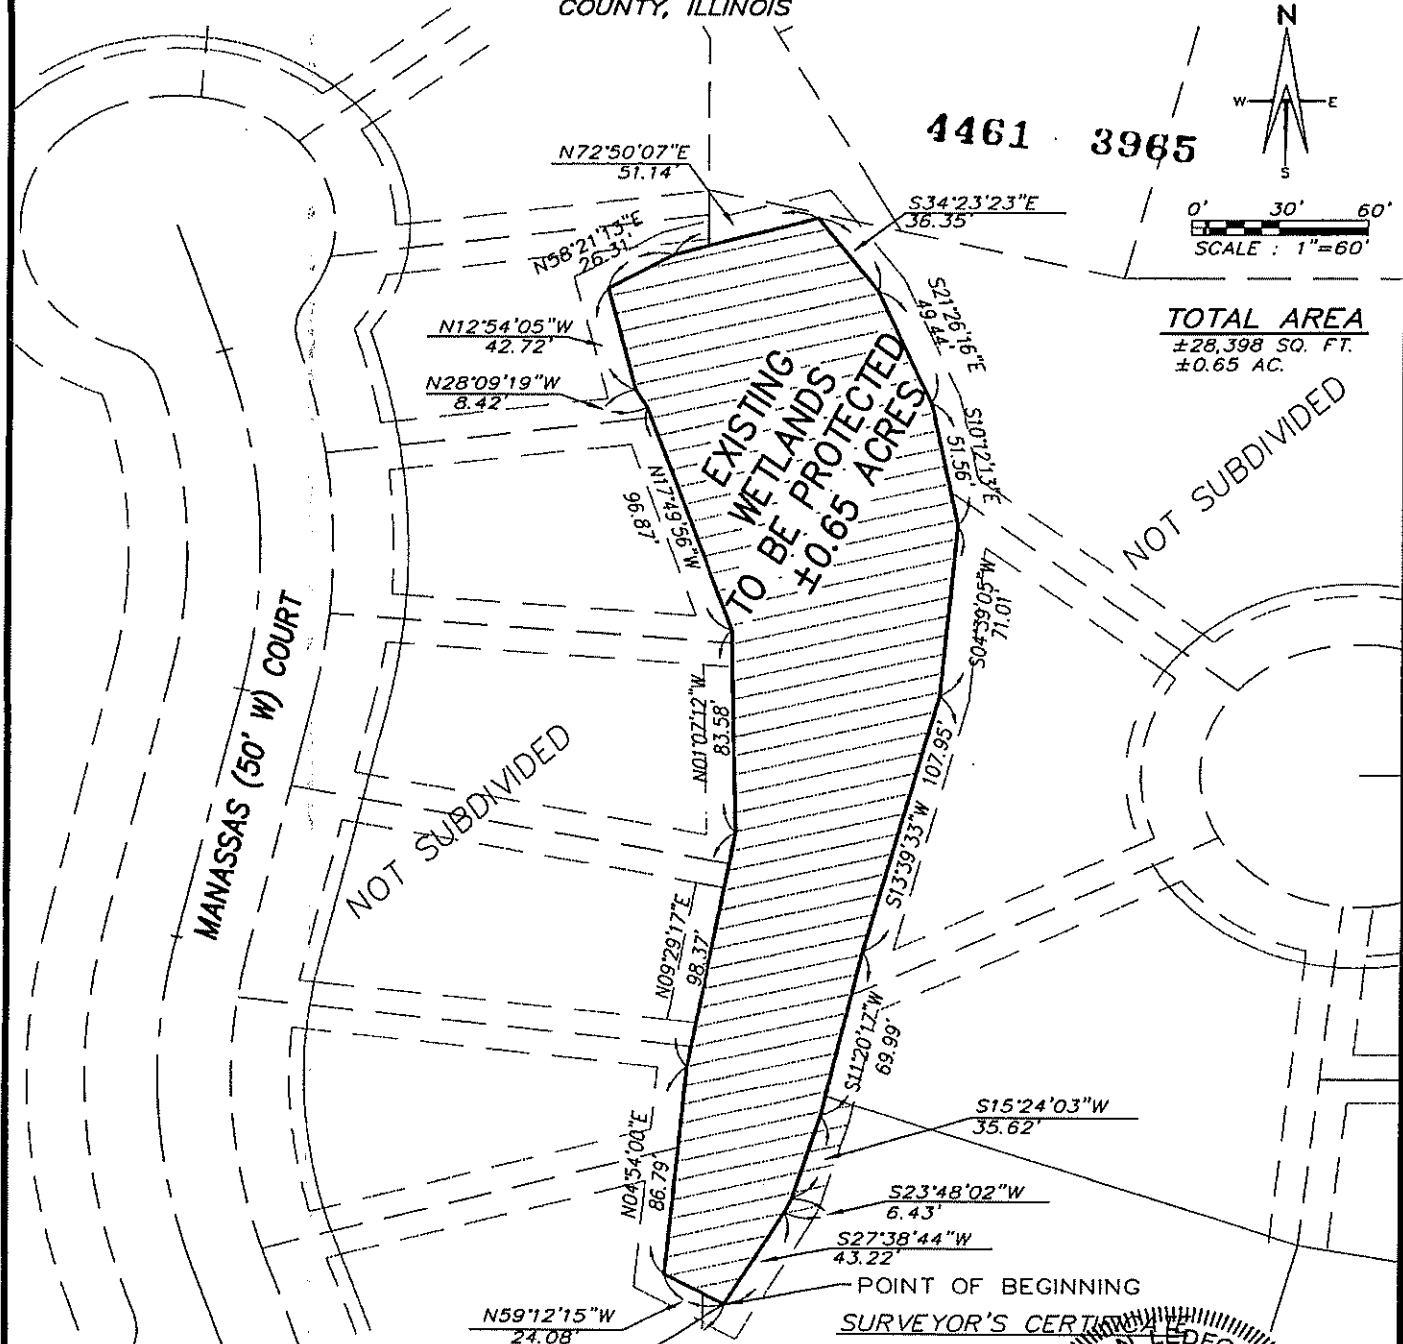 COUNTY, ILLINOIS
N
W E
S
4461 3965
0' 30' 60'
SCALE : 1"=60'
TOTAL AREA
±28,398 SQ. FT.
±0.65 AC.
N72°50'07"E
51.14'
S34°23'23"E
36.35'
N58°21'13"E
26.31'
N12°54'05"W
42.72'
N28°09'19"W
8.42'
S21°26'16"E
49.44'
S10°12'13"E
51.56'
EXISTING
WETLANDS
TO BE PROTECTED
±0.65 ACRES
NOT SUBDIVIDED
N17°49'56"W
96.87'
S04°39'05"W
71.01'
MANASSAS (50' W) COURT
N01°07'12"W
83.58'
NOT SUBDIVIDED
S13°39'33"W 107.95'
N09°29'17"E
98.37'
S11°20'17"W
69.99'
S15°24'03"W
35.62'
N04°54'00"E
86.79'
S23°48'02"W
6.43'
S27°38'44"W
43.22'
POINT OF BEGINNING
N59°12'15"W
24.08'
SURVEYOR'S